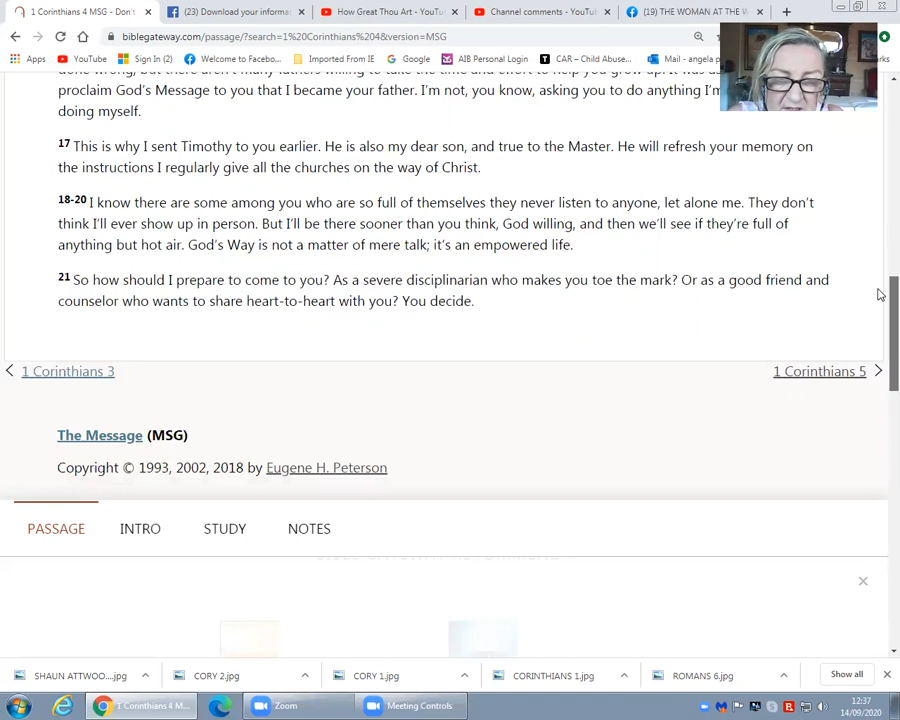 1 Corinthians 4 MSG - Don't
(23) Download your informa
How Great Thou Art - YouTu
Channel comments - YouTub
(19) THE WOMAN AT THE W
biblegateway.com/passage/?search=1%20Corinthians%204&version=MSG
Apps
YouTube
Sign In (2)
Welcome to Facebo...
Imported From IE
Google
AIB Personal Login
CAR – Child Abuse...
Mail - angela
proclaim God's Message to you that I became your father. I'm not, you know, asking you to do anything I'm
doing myself.
17 This is why I sent Timothy to you earlier. He is also my dear son, and true to the Master. He will refresh your memory on
the instructions I regularly give all the churches on the way of Christ.
18-20 I know there are some among you who are so full of themselves they never listen to anyone, let alone me. They don't
think I'll ever show up in person. But I'll be there sooner than you think, God willing, and then we'll see if they're full of
anything but hot air. God's Way is not a matter of mere talk; it's an empowered life.
21 So how should I prepare to come to you? As a severe disciplinarian who makes you toe the mark? Or as a good friend and
counselor who wants to share heart-to-heart with you? You decide.
1 Corinthians 3
1 Corinthians 5
The Message (MSG)
Copyright © 1993, 2002, 2018 by Eugene H. Peterson
PASSAGE INTRO STUDY NOTES
SHAUN ATTWOO....jpg
CORY 2.jpg
CORY 1.jpg
CORINTHIANS 1.jpg
ROMANS 6.jpg
Show all
1 Corinthians 4 M...
Zoom
Meeting Controls
12:37
14/09/2020